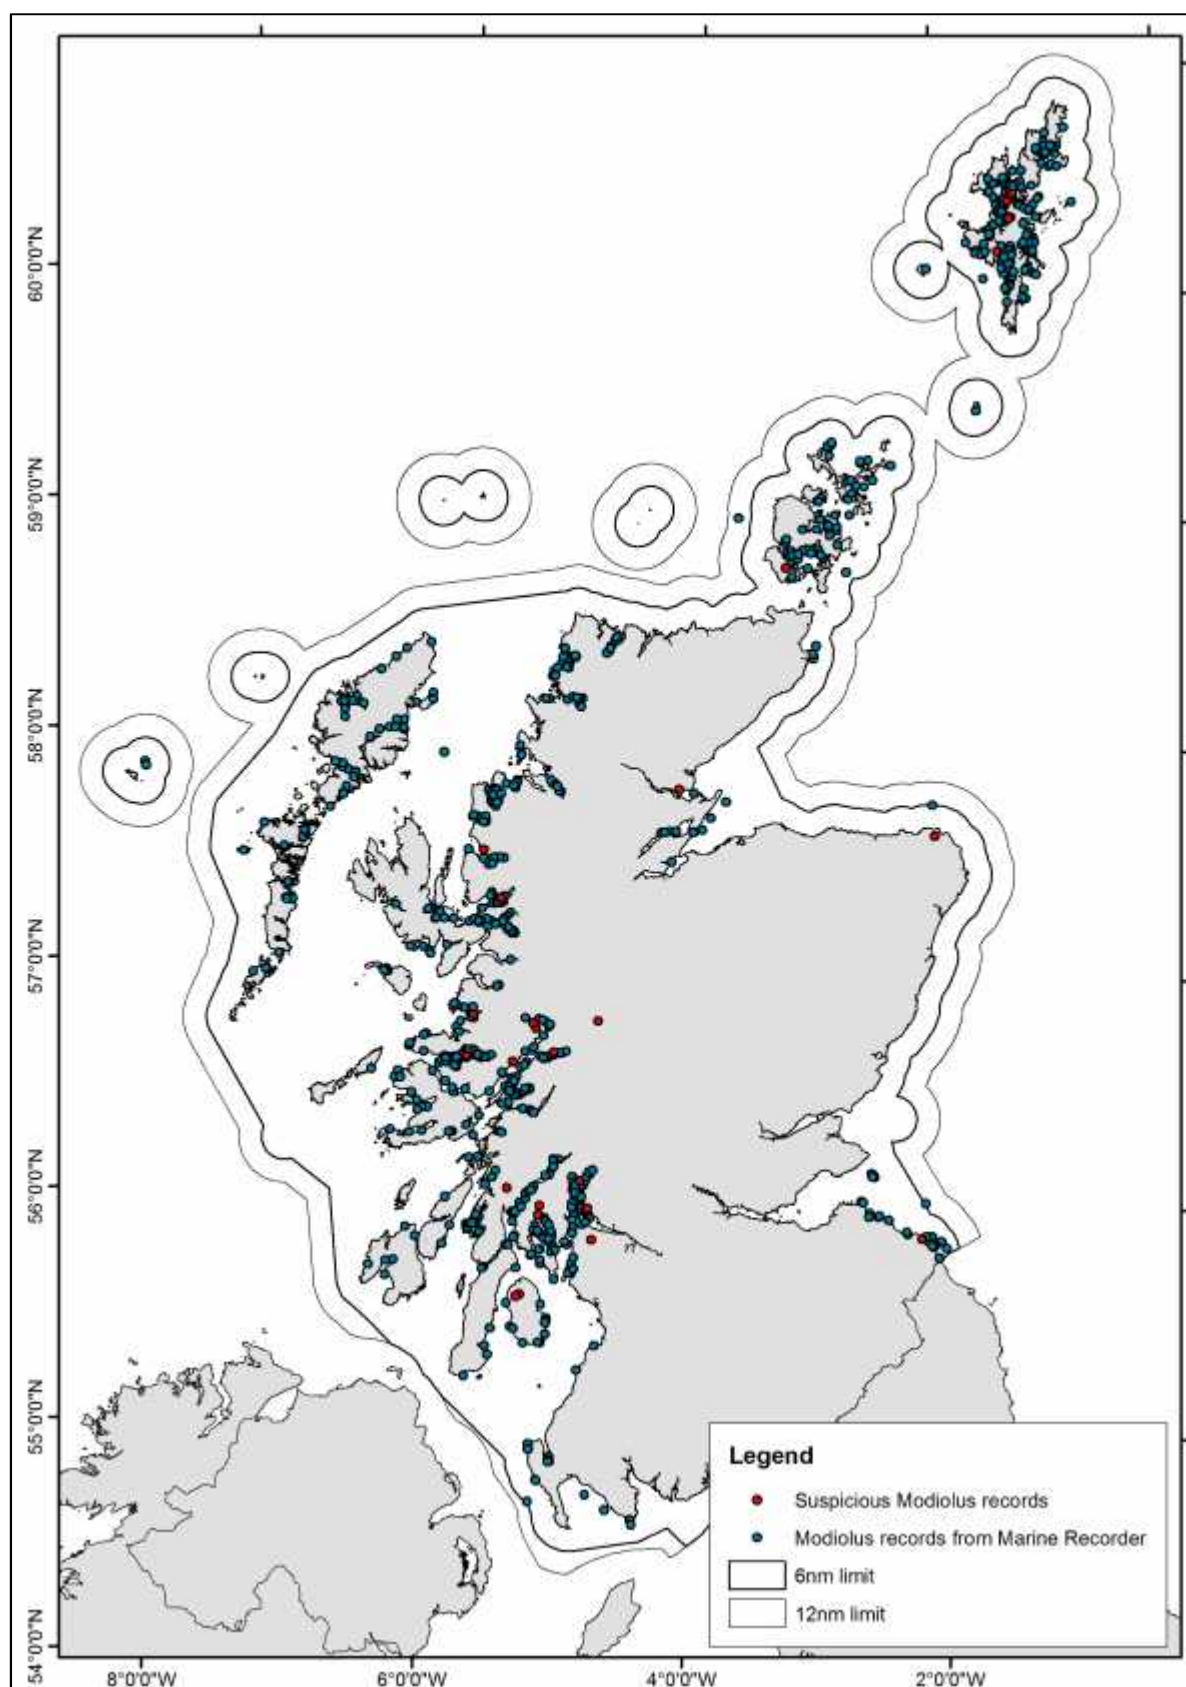 60°0'0"N
59°0'0"N
58°0'0"N
57°0'0"N
56°0'0"N
55°0'0"N
54°0'0"N
Legend
Suspicious Modiolus records
Modiolus records from Marine Recorder
6nm limit
12nm limit
8°0'0"W
6°0'0"W
4°0'0"W
2°0'0"W